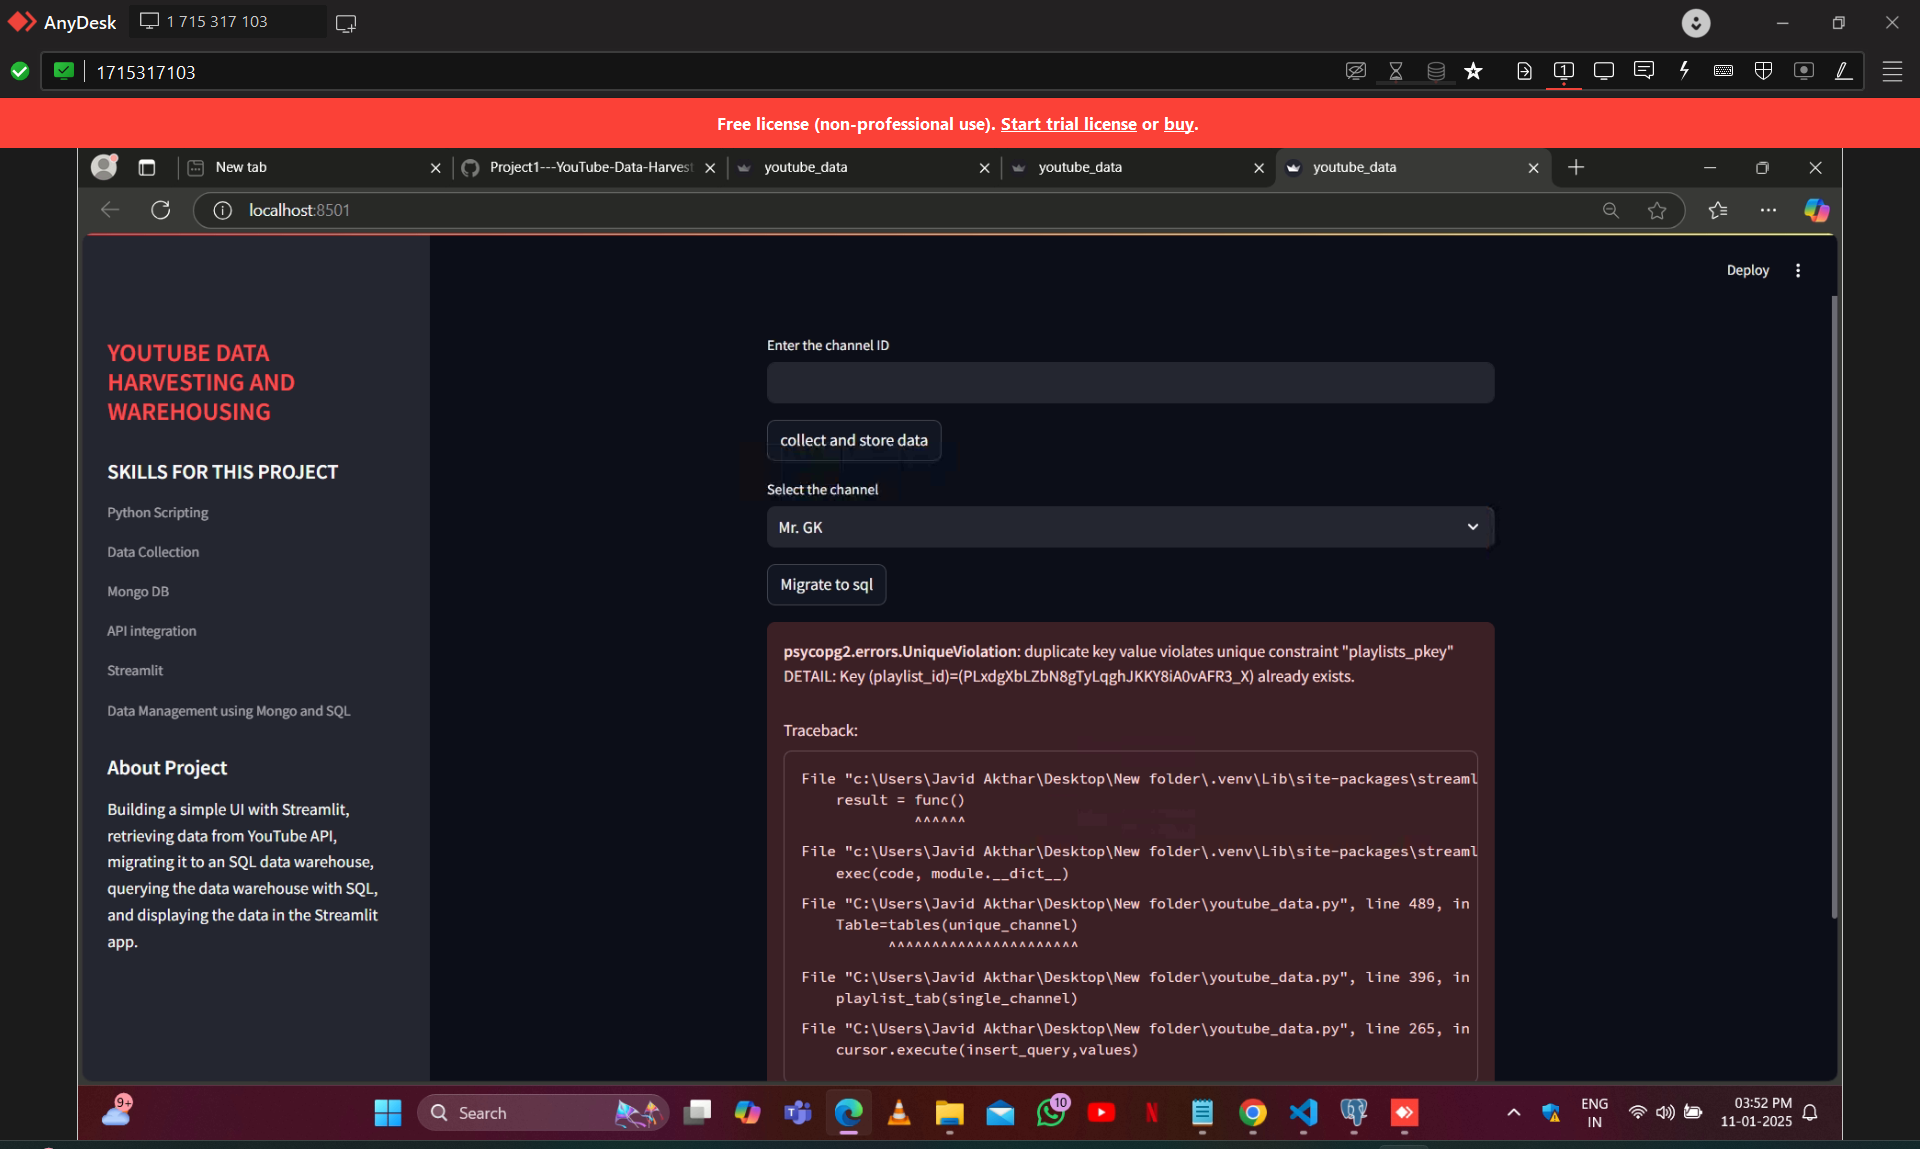 AnyDesk
1 715 317 103
1715317103
1
Free license (non-professional use). Start trial license or buy.
New tab
Project1---YouTube-Data-Harvest
youtube_data
youtube_data
youtube_data
localhost:8501
Deploy
YOUTUBE DATA
HARVESTING AND
WAREHOUSING
SKILLS FOR THIS PROJECT
Python Scripting
Data Collection
Mongo DB
API integration
Streamlit
Data Management using Mongo and SQL
About Project
Building a simple UI with Streamlit,
retrieving data from YouTube API,
migrating it to an SQL data warehouse,
querying the data warehouse with SQL,
and displaying the data in the Streamlit
app.
Enter the channel ID
collect and store data
Select the channel
Mr. GK
Migrate to sql
psycopg2.errors.UniqueViolation: duplicate key value violates unique constraint "playlists_pkey"
DETAIL: Key (playlist_id)=(PLxdgXbLZbN8gTyLqghJKKY8iA0vAFR3_X) already exists.
Traceback:
File "c:\Users\Javid Akthar\Desktop\New folder\.venv\Lib\site-packages\streaml
result = func()
^^^^^^
File "c:\Users\Javid Akthar\Desktop\New folder\.venv\Lib\site-packages\streaml
exec(code, module.__dict__)
File "C:\Users\Javid Akthar\Desktop\New folder\youtube_data.py", line 489, in
Table=tables(unique_channel)
^^^^^^^^^^^^^^^^^^^^^^
File "C:\Users\Javid Akthar\Desktop\New folder\youtube_data.py", line 396, in
playlist_tab(single_channel)
File "C:\Users\Javid Akthar\Desktop\New folder\youtube_data.py", line 265, in
cursor.execute(insert_query,values)
9+
Search
10
ENG
IN
03:52 PM
11-01-2025